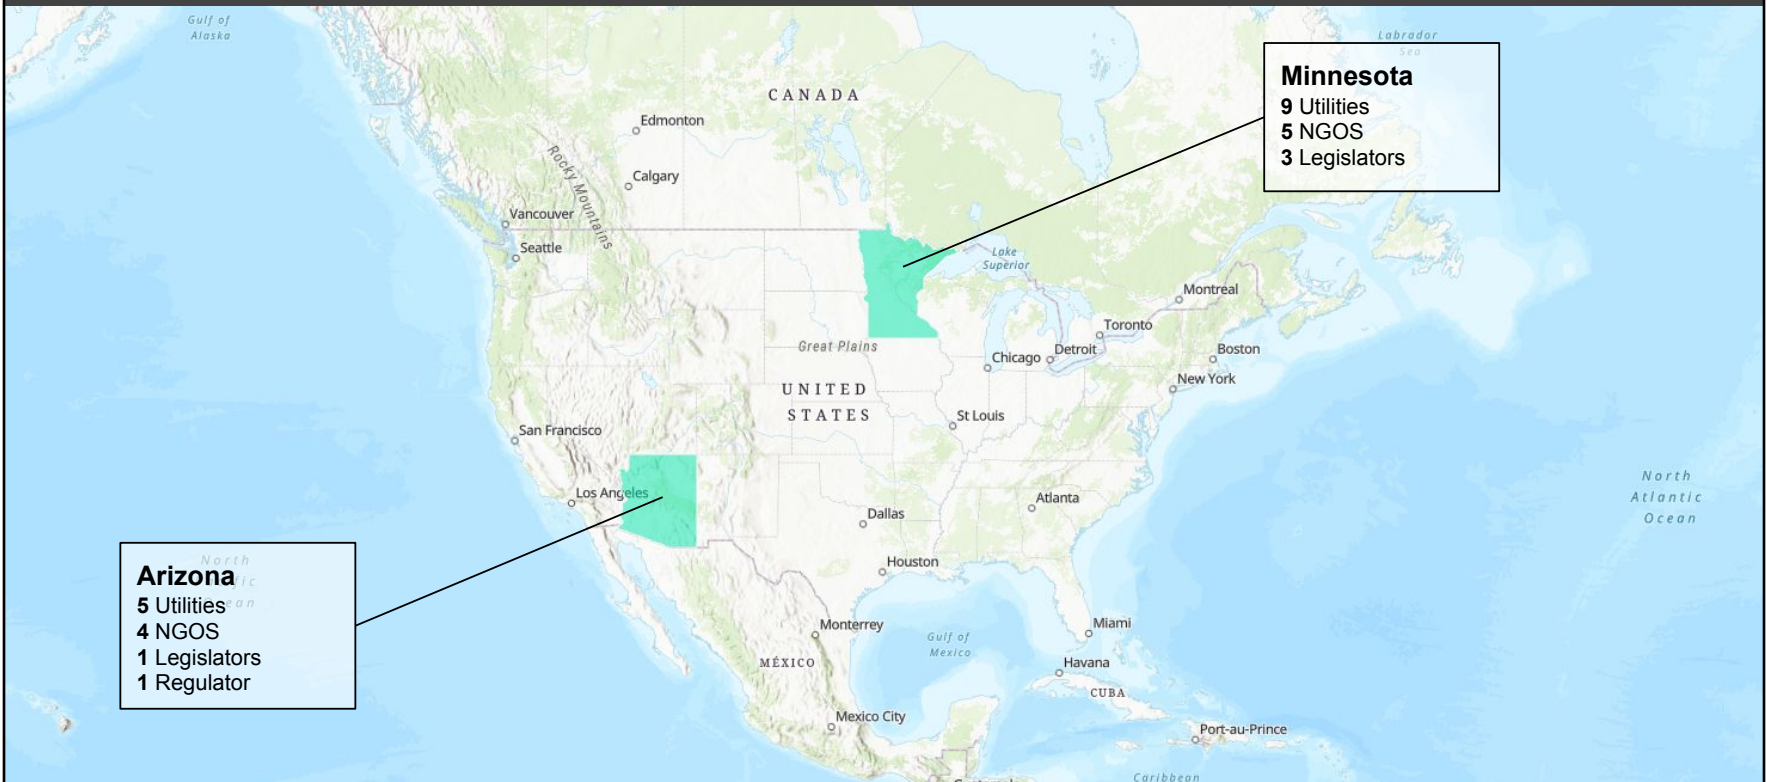 Gulf of
Alaska
Labrador
Sea
Minnesota
9 Utilities
5 NGOS
3 Legislators
CANADA
Edmonton
Rocky Mountains
Calgary
Vancouver
Seattle
Lake
Superior
Montreal
Toronto
Great Plains
Chicago
Detroit
Boston
New York
UNITED
STATES
St Louis
San Francisco
Los Angeles
Atlanta
Dallas
North
Atlantic
Ocean
Houston
North
Arizona
5 Utilities
4 NGOS
1 Legislators
1 Regulator
Monterrey
Gulf of
Mexico
Miami
MÉXICO
Havana
CUBA
Mexico City
Port-au-Prince
Caribbean